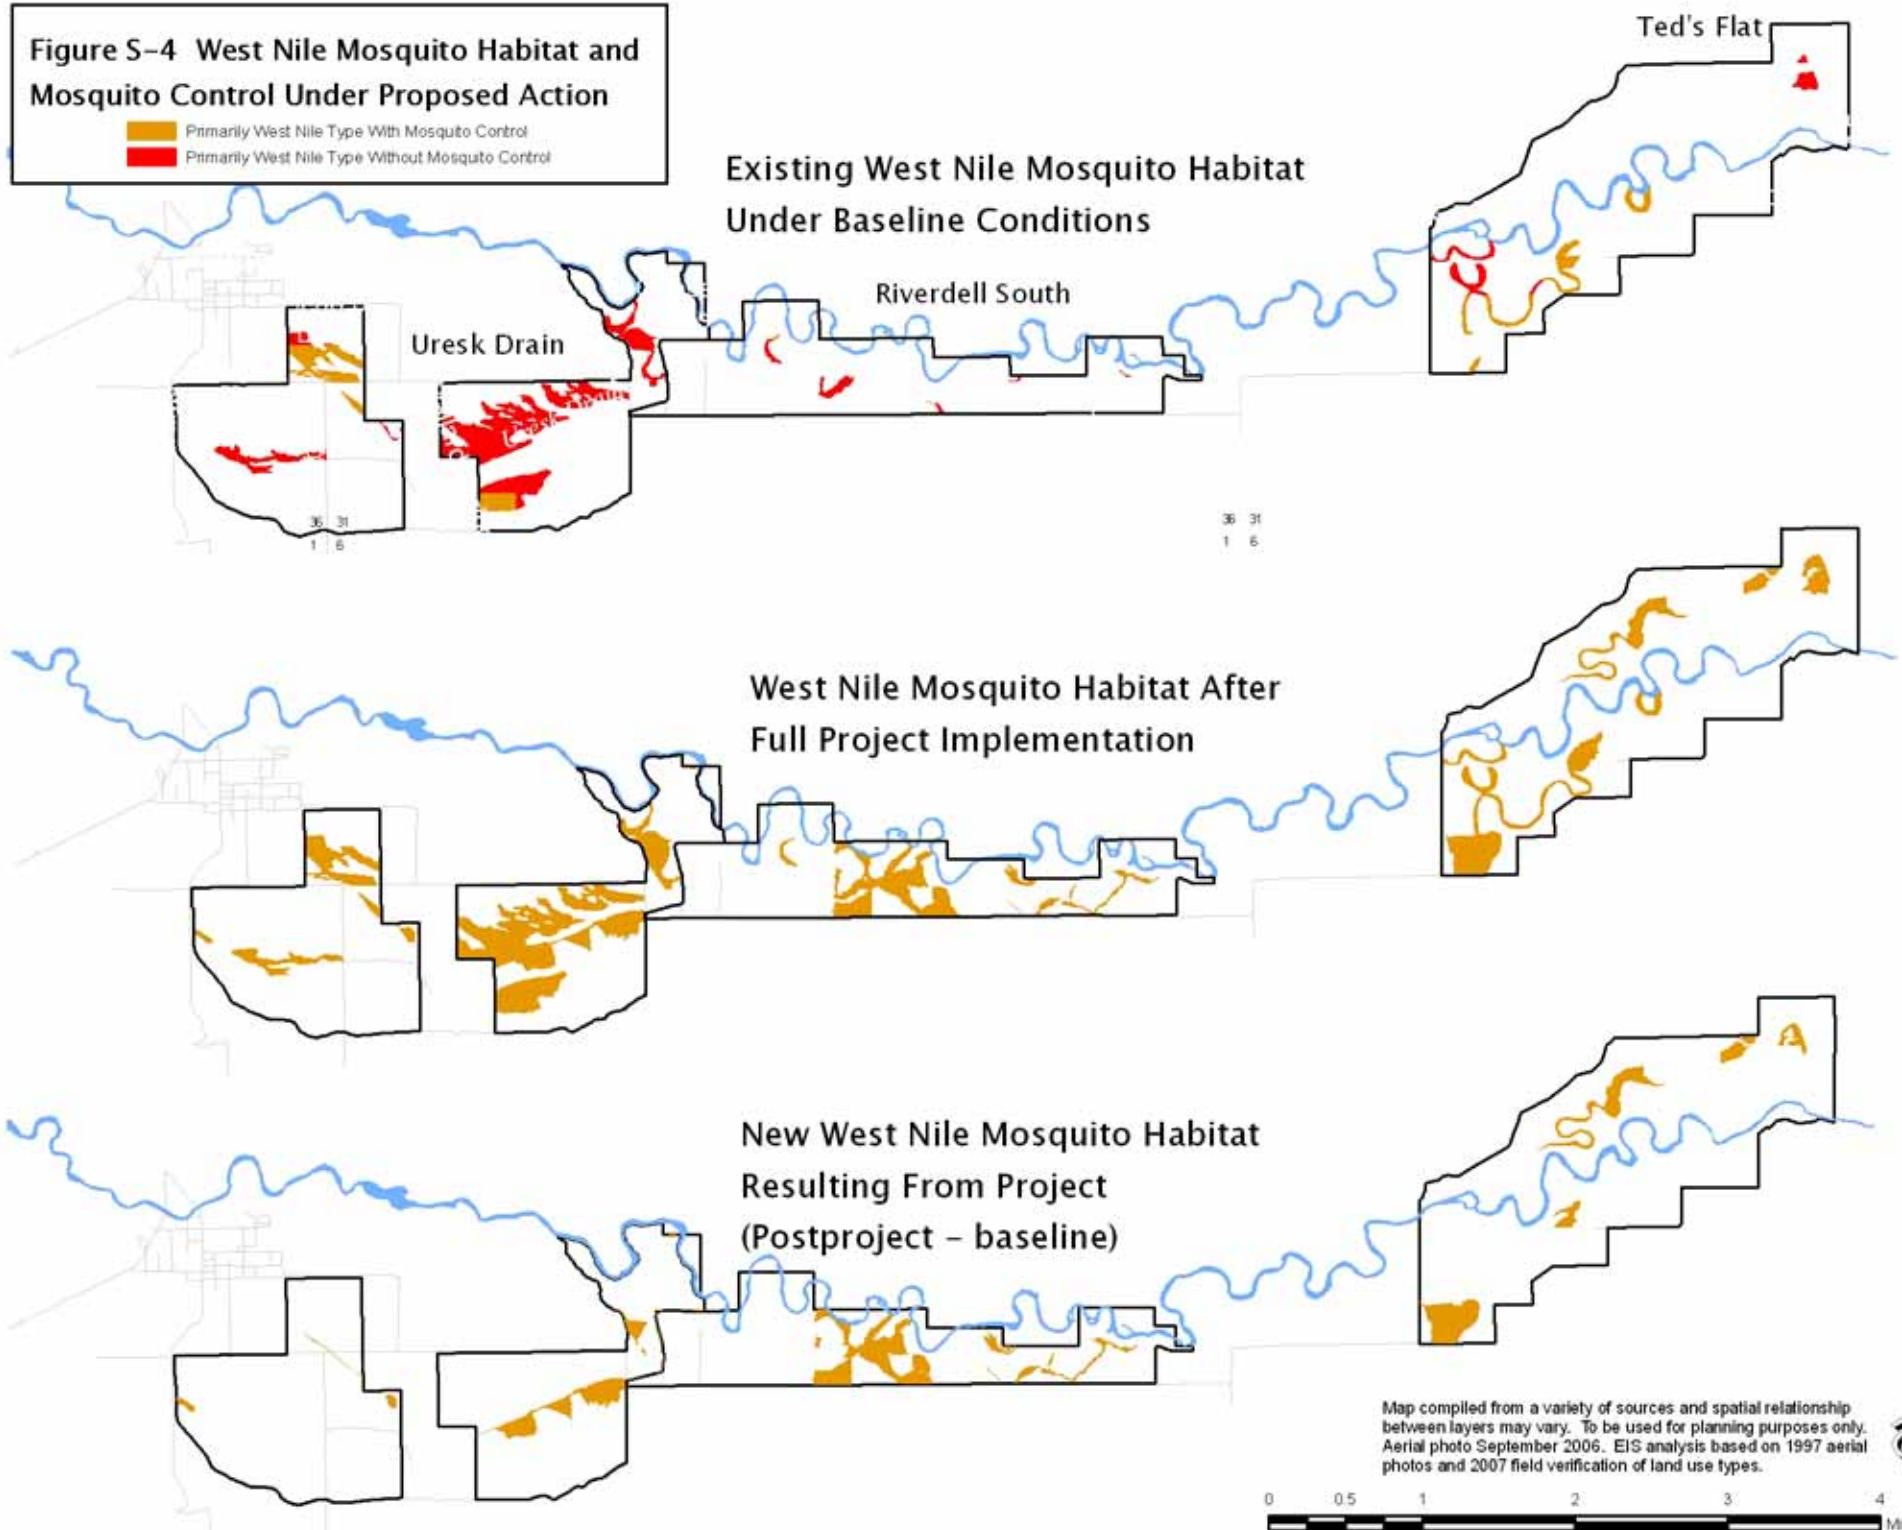 Figure S-4 West Nile Mosquito Habitat and
Mosquito Control Under Proposed Action
Primarily West Nile Type With Mosquito Control
Primarily West Nile Type Without Mosquito Control
Ted's Flat
Existing West Nile Mosquito Habitat
Under Baseline Conditions
Riverdell South
Uresk Drain
36 31
1 6
36 31
1 6
West Nile Mosquito Habitat After
Full Project Implementation
New West Nile Mosquito Habitat
Resulting From Project
(Postproject - baseline)
Map compiled from a variety of sources and spatial relationship
between layers may vary. To be used for planning purposes only.
Aerial photo September 2006. EIS analysis based on 1997 aerial
photos and 2007 field verification of land use types.
0 0.5 1 2 3 4